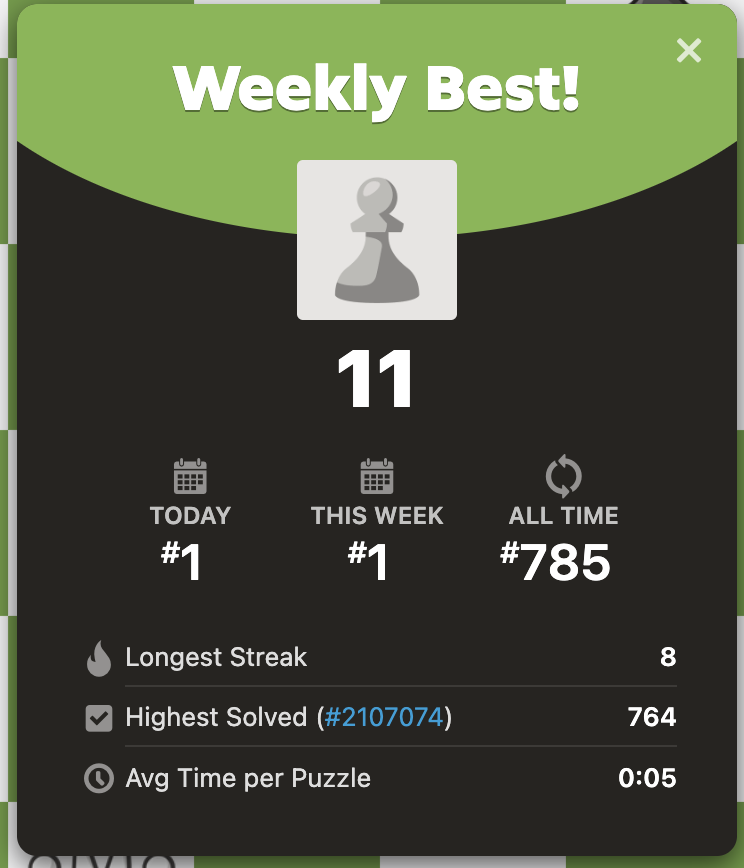 Weekly Best!
11
TODAY THIS WEEK ALL TIME
#1 #1 #785
Longest Streak 8
Highest Solved (#2107074) 764
Avg Time per Puzzle 0:05